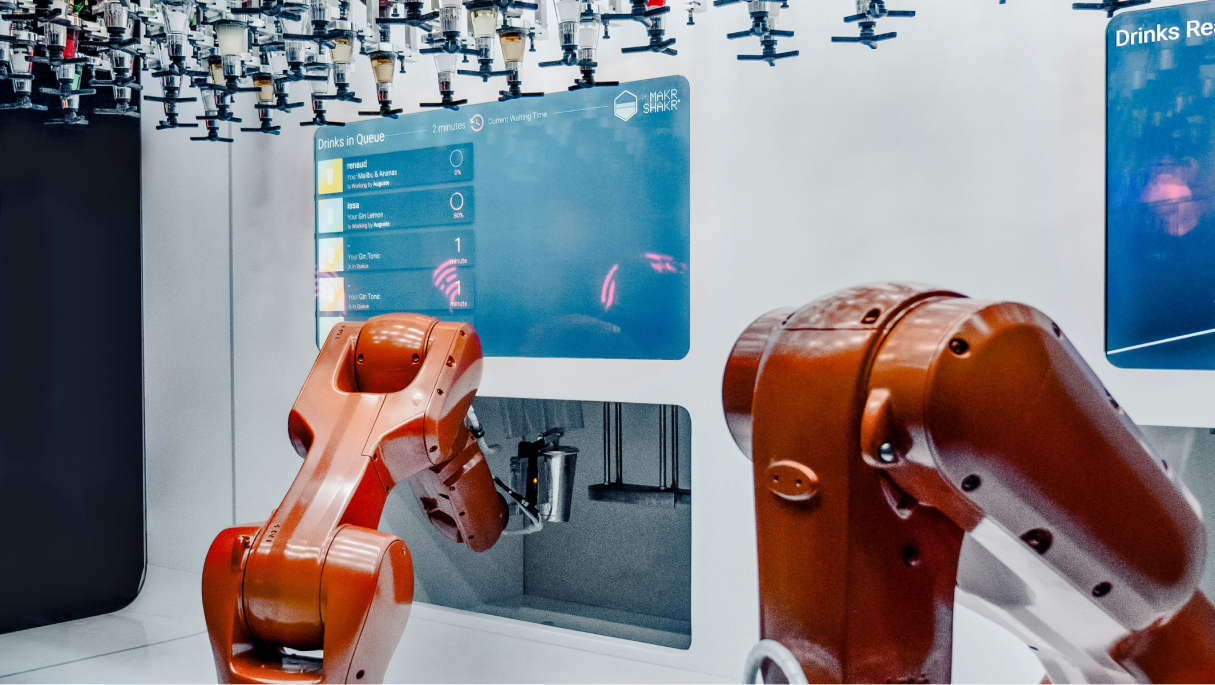 Drinks in Queue
2 minutes
Current Waiting Time
MAKR
SHAKR
renaud
Your Malibu & Ananas
is Working by Auguste
0%
issa
Your Gin Lemon
is Working by Auguste
80%
Your Gin Tonic
is in Queue
1
minute
Your Gin Tonic
is in Queue
1
minute
Drinks Rea